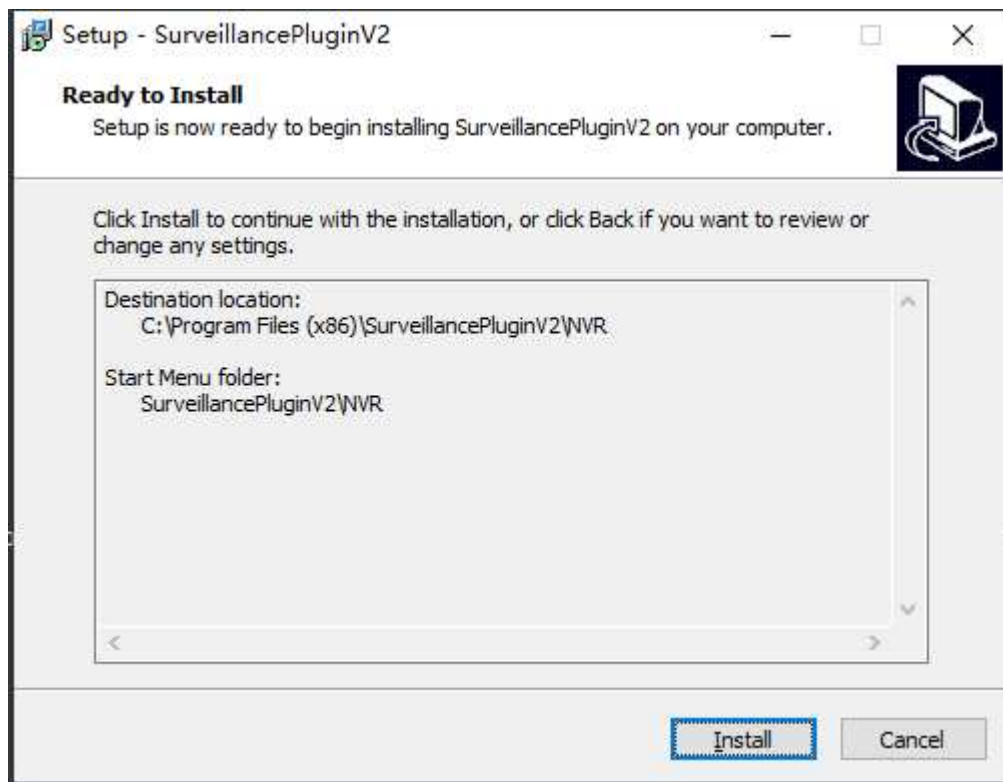 Setup - SurveillancePluginV2
Ready to Install
Setup is now ready to begin installing SurveillancePluginV2 on your computer.
Click Install to continue with the installation, or click Back if you want to review or
change any settings.
Destination location:
C:\Program Files (x86)\SurveillancePluginV2\NVR
Start Menu folder:
SurveillancePluginV2\NVR
Install
Cancel